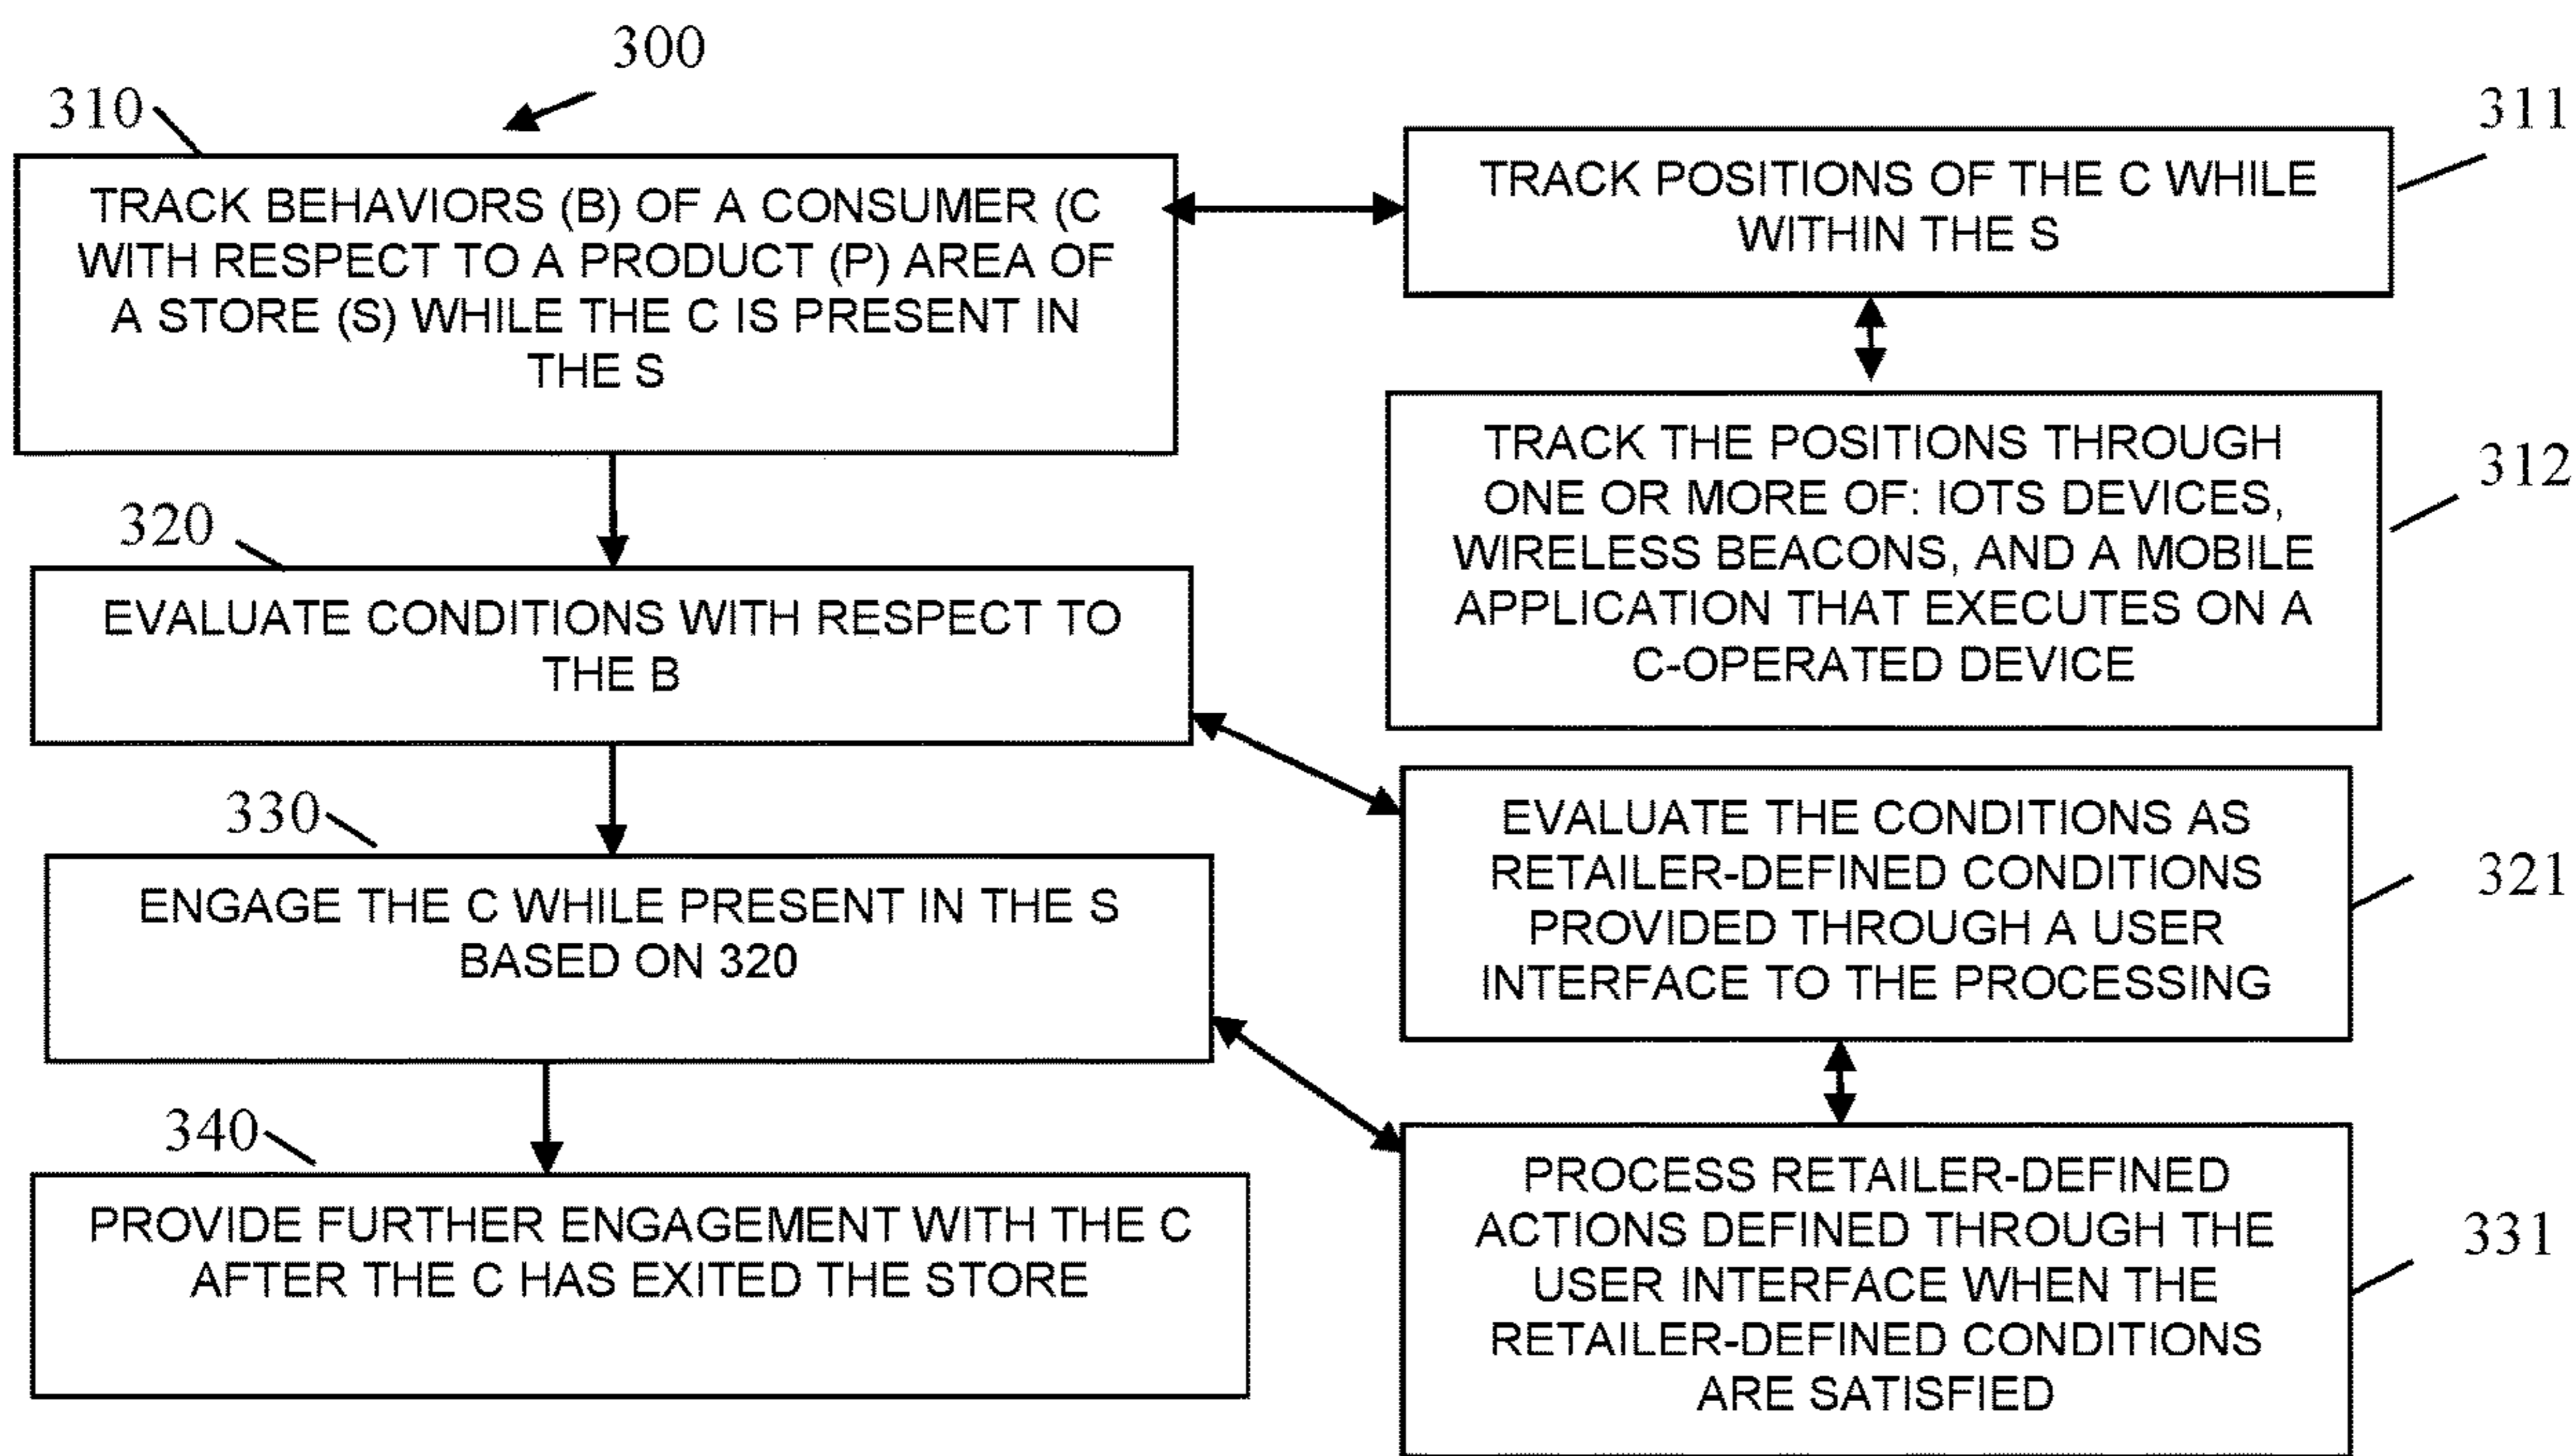 300
310
TRACK BEHAVIORS (B) OF A CONSUMER (C
WITH RESPECT TO A PRODUCT (P) AREA OF
A STORE (S) WHILE THE C IS PRESENT IN
THE S
311
TRACK POSITIONS OF THE C WHILE
WITHIN THE S
312
TRACK THE POSITIONS THROUGH
ONE OR MORE OF: IOTS DEVICES,
WIRELESS BEACONS, AND A MOBILE
APPLICATION THAT EXECUTES ON A
C-OPERATED DEVICE
320
EVALUATE CONDITIONS WITH RESPECT TO
THE B
321
EVALUATE THE CONDITIONS AS
RETAILER-DEFINED CONDITIONS
PROVIDED THROUGH A USER
INTERFACE TO THE PROCESSING
330
ENGAGE THE C WHILE PRESENT IN THE S
BASED ON 320
331
PROCESS RETAILER-DEFINED
ACTIONS DEFINED THROUGH THE
USER INTERFACE WHEN THE
RETAILER-DEFINED CONDITIONS
ARE SATISFIED
340
PROVIDE FURTHER ENGAGEMENT WITH THE C
AFTER THE C HAS EXITED THE STORE